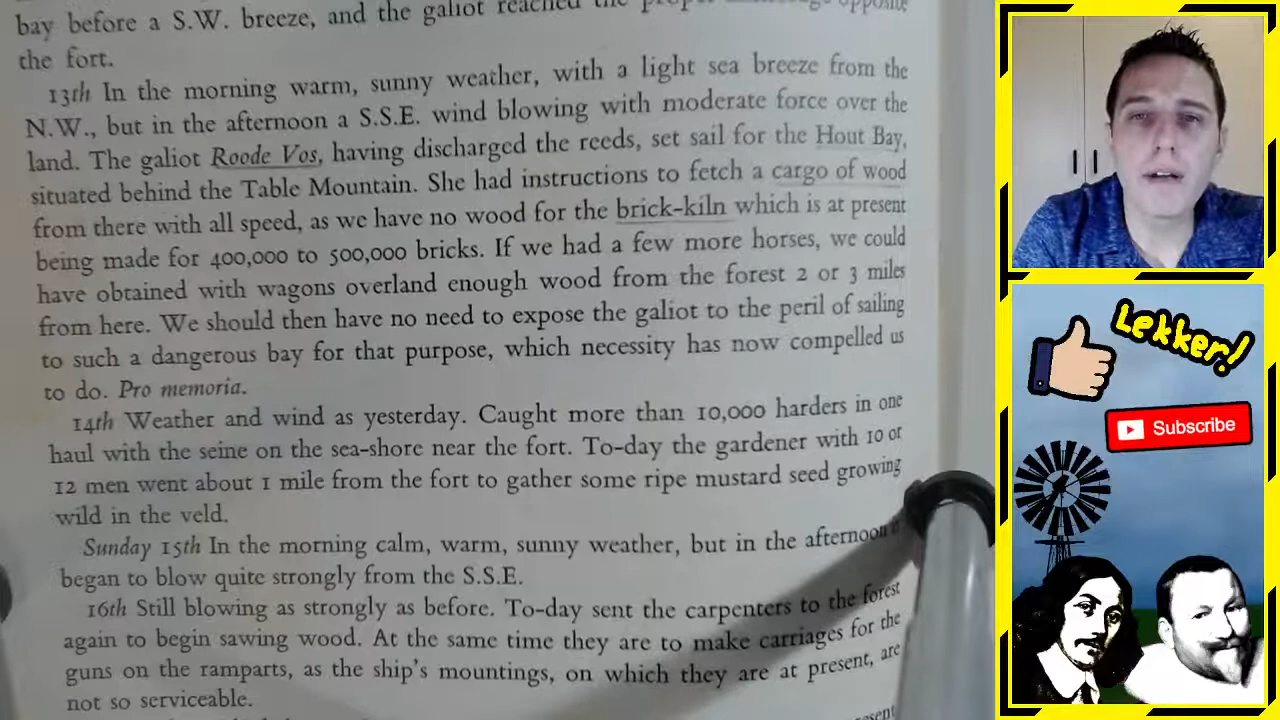 bay before a S.W. breeze, and the galiot reached the proper opposite
the fort.
13th In the morning warm, sunny weather, with a light sea breeze from the
N.W., but in the afternoon a S.S.E. wind blowing with moderate force over the
land. The galiot Roode Vos, having discharged the reeds, set sail for the Hout Bay,
situated behind the Table Mountain. She had instructions to fetch a cargo of wood
from there with all speed, as we have no wood for the brick-kiln which is at present
being made for 400,000 to 500,000 bricks. If we had a few more horses, we could
have obtained with wagons overland enough wood from the forest 2 or 3 miles
from here. We should then have no need to expose the galiot to the peril of sailing
to such a dangerous bay for that purpose, which necessity has now compelled us
to do. Pro memoria.
14th Weather and wind as yesterday. Caught more than 10,000 harders in one
haul with the seine on the sea-shore near the fort. To-day the gardener with 10 or
12 men went about 1 mile from the fort to gather some ripe mustard seed growing
wild in the veld.
Sunday 15th In the morning calm, warm, sunny weather, but in the afternoon
began to blow quite strongly from the S.S.E.
16th Still blowing as strongly as before. To-day sent the carpenters to the forest
again to begin sawing wood. At the same time they are to make carriages for the
guns on the ramparts, as the ship's mountings, on which they are at present, are
not so serviceable.
Lekker!
Subscribe